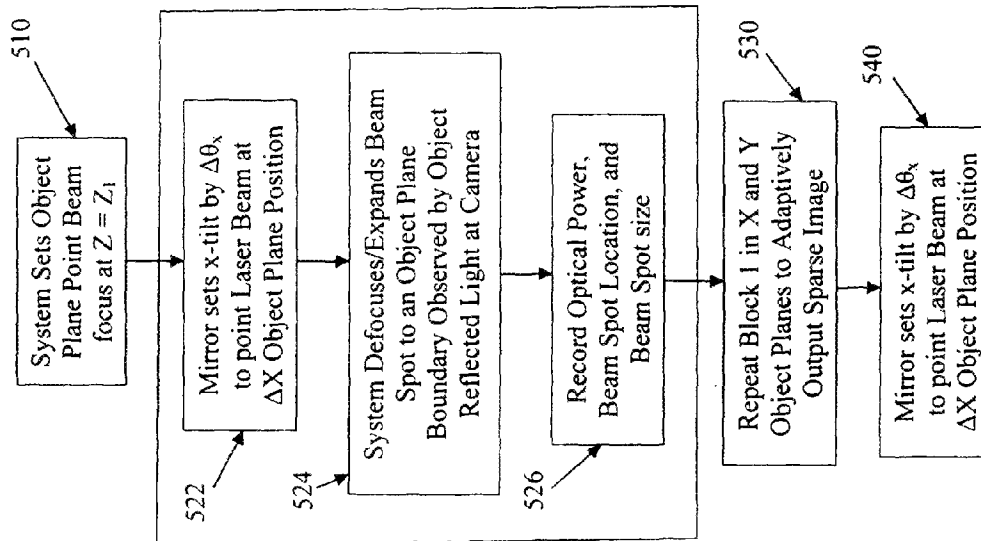 510
System Sets Object
Plane Point Beam
focus at Z = Z₁
522
Mirror sets x-tilt by Δθₓ
to point Laser Beam at
ΔX Object Plane Position
524
System Defocuses/Expands Beam
Spot to an Object Plane
Boundary Observed by Object
Reflected Light at Camera
526
Record Optical Power,
Beam Spot Location, and
Beam Spot size
530
Repeat Block 1 in X and Y
Object Planes to Adaptively
Output Sparse Image
540
Mirror sets x-tilt by Δθₓ
to point Laser Beam at
ΔX Object Plane Position